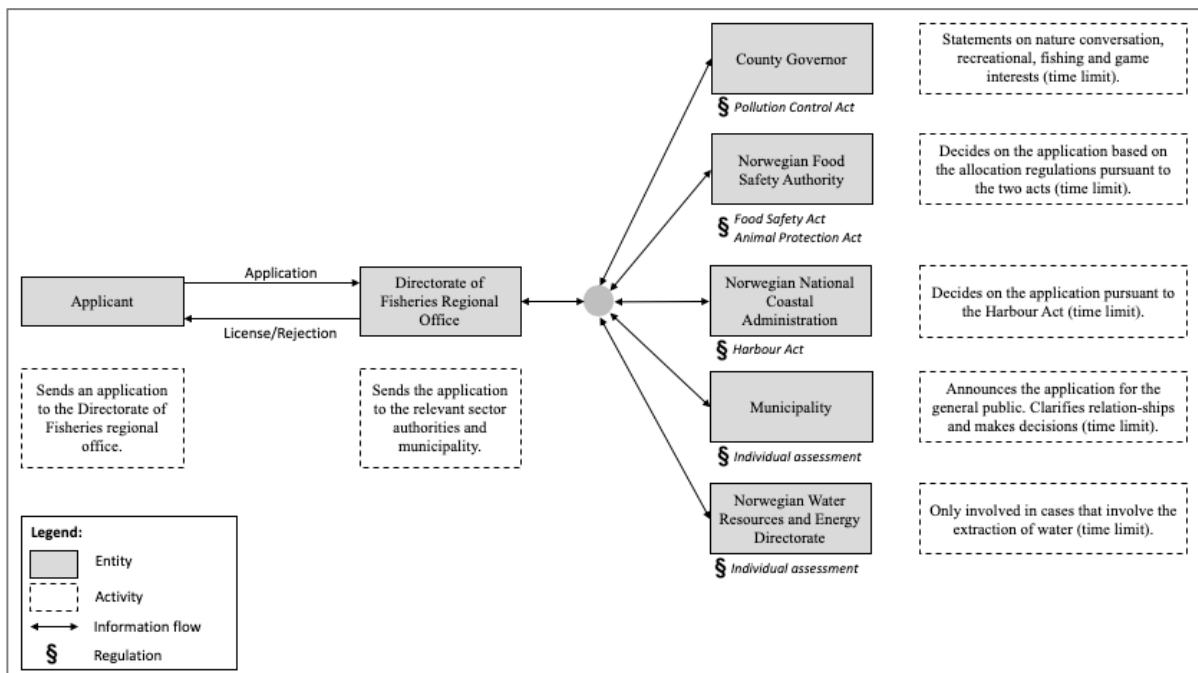 County Governor
§ Pollution Control Act
Statements on nature conversation,
recreational, fishing and game
interests (time limit).
Norwegian Food
Safety Authority
§ Food Safety Act
Animal Protection Act
Decides on the application based on
the allocation regulations pursuant to
the two acts (time limit).
Applicant
Application
License/Rejection
Directorate of
Fisheries Regional
Office
Norwegian National
Coastal
Administration
§ Harbour Act
Decides on the application pursuant to
the Harbour Act (time limit).
Sends an application
to the Directorate of
Fisheries regional
office.
Sends the application
to the relevant sector
authorities and
municipality.
Municipality
§ Individual assessment
Announces the application for the
general public. Clarifies relation-ships
and makes decisions (time limit).
Norwegian Water
Resources and Energy
Directorate
§ Individual assessment
Only involved in cases that involve the
extraction of water (time limit).
Legend:
Entity
Activity
Information flow
§ Regulation